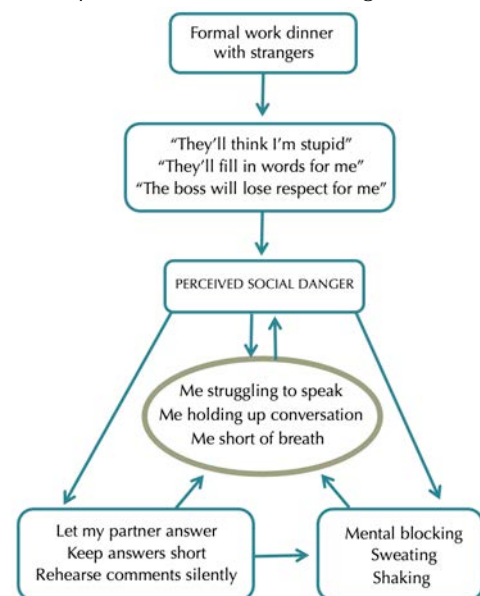 Formal work dinner
with strangers
“They’ll think I’m stupid”
“They’ll fill in words for me”
“The boss will lose respect for me”
PERCEIVED SOCIAL DANGER
Me struggling to speak
Me holding up conversation
Me short of breath
Let my partner answer
Keep answers short
Rehearse comments silently
Mental blocking
Sweating
Shaking